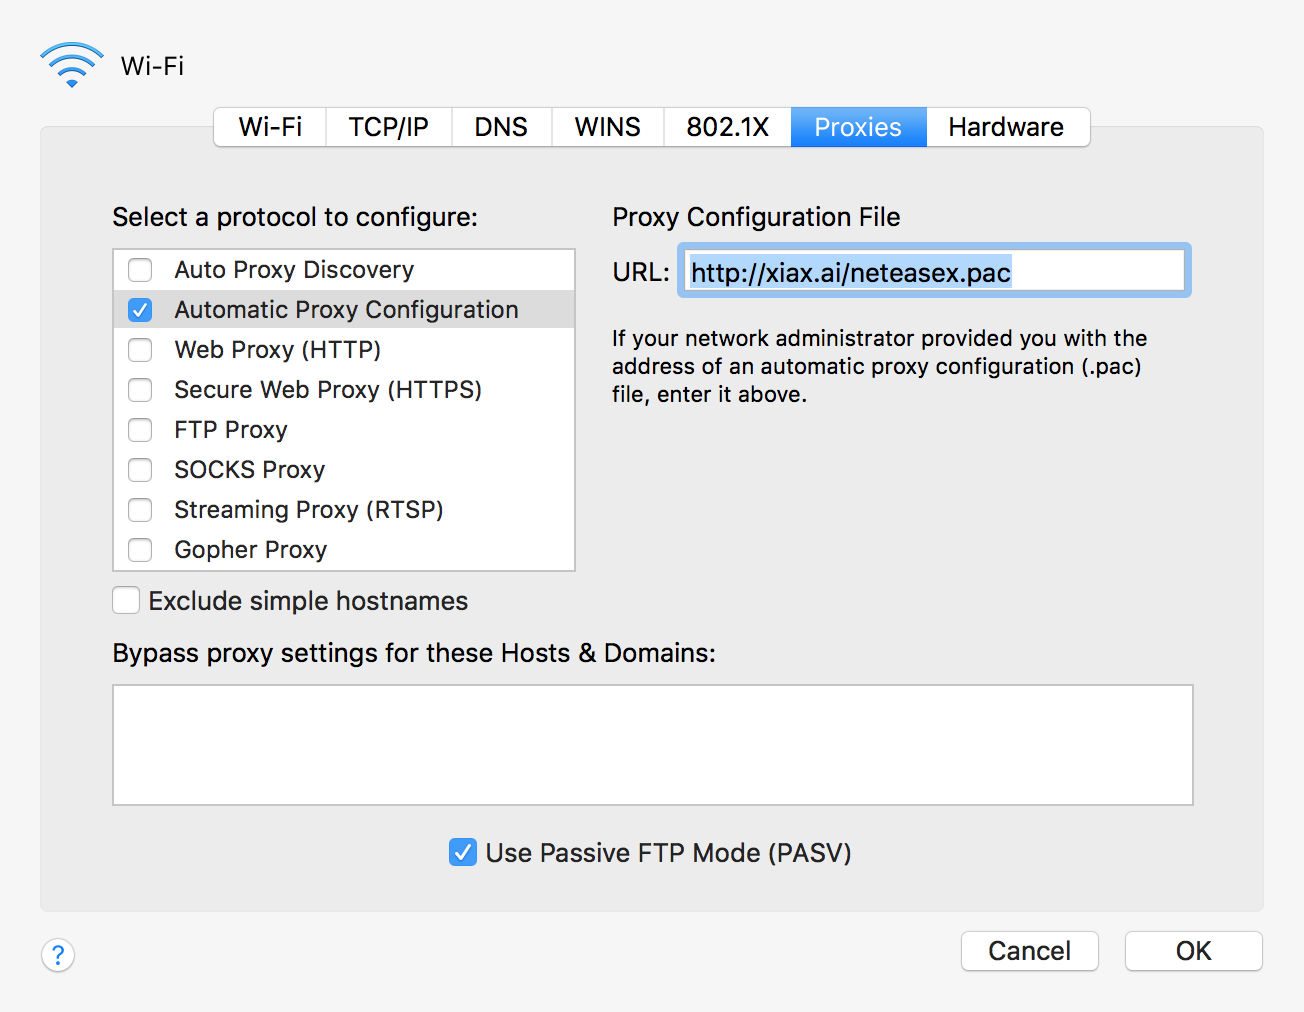 Wi-Fi
Wi-Fi TCP/IP DNS WINS 802.1X Proxies Hardware
Select a protocol to configure:
Auto Proxy Discovery
Automatic Proxy Configuration
Web Proxy (HTTP)
Secure Web Proxy (HTTPS)
FTP Proxy
SOCKS Proxy
Streaming Proxy (RTSP)
Gopher Proxy
Exclude simple hostnames
Proxy Configuration File
URL: http://xiax.ai/neteasex.pac
If your network administrator provided you with the
address of an automatic proxy configuration (.pac)
file, enter it above.
Bypass proxy settings for these Hosts & Domains:
Use Passive FTP Mode (PASV)
?
Cancel
OK